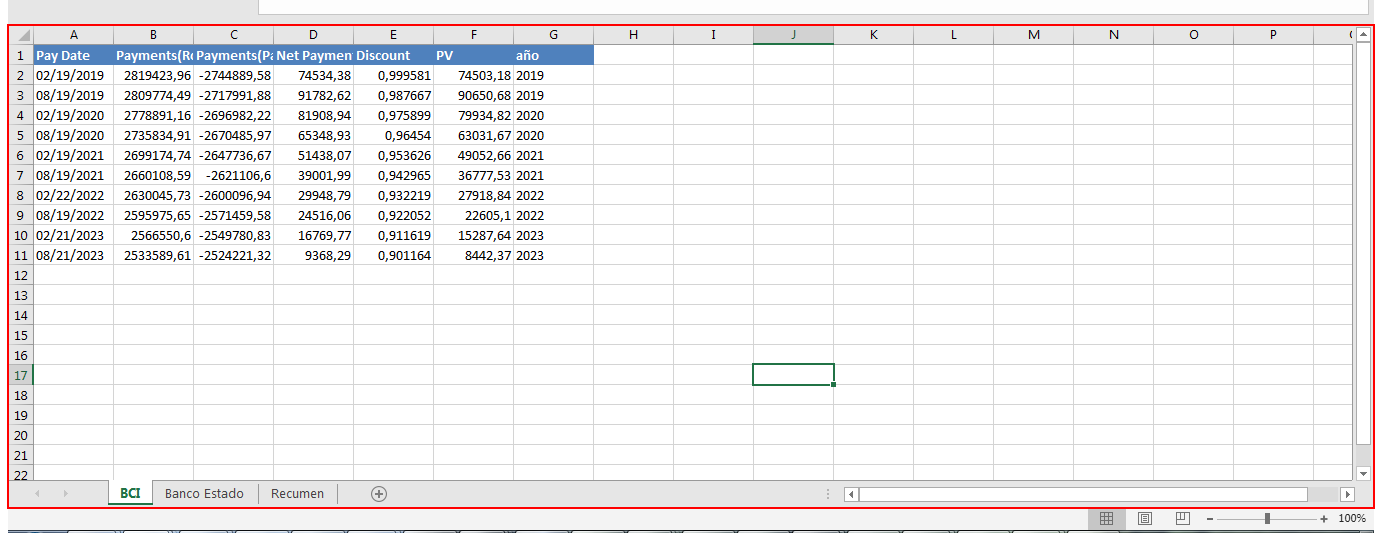 A B C D E F G H I J K L M N O P
1 Pay Date Payments(Re Payments(Pa Net Paymen Discount PV año
2 02/19/2019 2819423,96 -2744889,58 74534,38 0,999581 74503,18 2019
3 08/19/2019 2809774,49 -2717991,88 91782,62 0,987667 90650,68 2019
4 02/19/2020 2778891,16 -2696982,22 81908,94 0,975899 79934,82 2020
5 08/19/2020 2735834,91 -2670485,97 65348,93 0,96454 63031,67 2020
6 02/19/2021 2699174,74 -2647736,67 51438,07 0,953626 49052,66 2021
7 08/19/2021 2660108,59 -2621106,6 39001,99 0,942965 36777,53 2021
8 02/22/2022 2630045,73 -2600096,94 29948,79 0,932219 27918,84 2022
9 08/19/2022 2595975,65 -2571459,58 24516,06 0,922052 22605,1 2022
10 02/21/2023 2566550,6 -2549780,83 16769,77 0,911619 15287,64 2023
11 08/21/2023 2533589,61 -2524221,32 9368,29 0,901164 8442,37 2023
12
13
14
15
16
17
18
19
20
21
22
BCI Banco Estado Recumen
100%